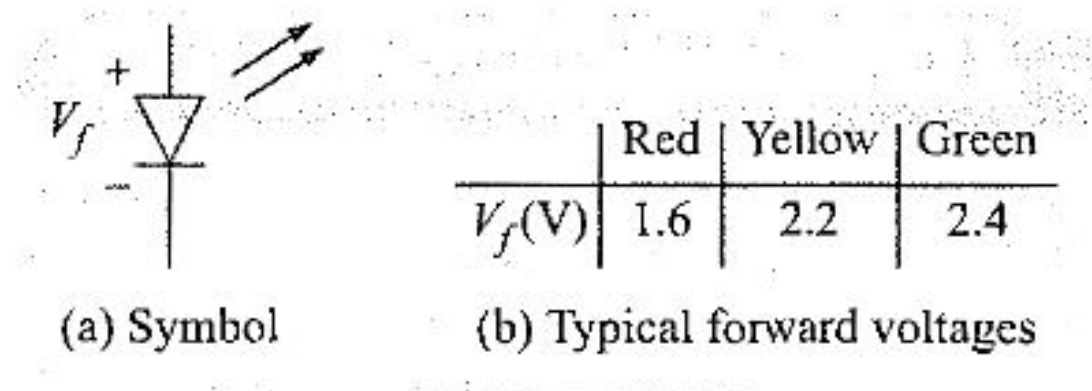 +
V_f
−
Red Yellow Green
V_f(V) 1.6 2.2 2.4
(a) Symbol
(b) Typical forward voltages